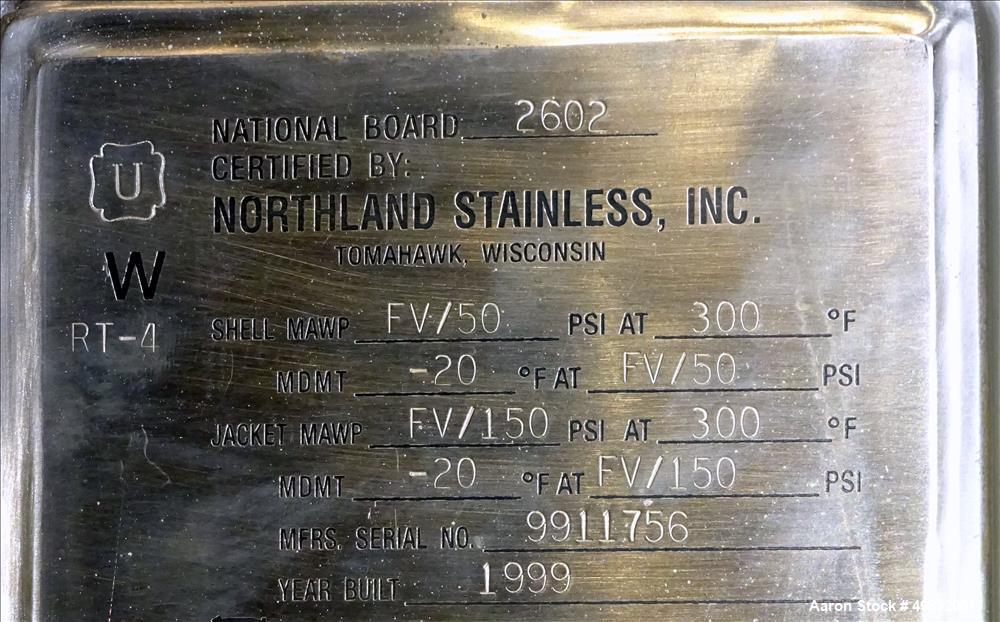 NATIONAL BOARD 2602
U
CERTIFIED BY:
NORTHLAND STAINLESS, INC.
TOMAHAWK, WISCONSIN
W
RT-4
SHELL MAWP FV/50 PSI AT 300 °F
MDMT -20 °F AT FV/50 PSI
JACKET MAWP FV/150 PSI AT 300 °F
MDMT -20 °F AT FV/150 PSI
MFRS. SERIAL NO. 9911756
YEAR BUILT 1999
Aaron Stock #